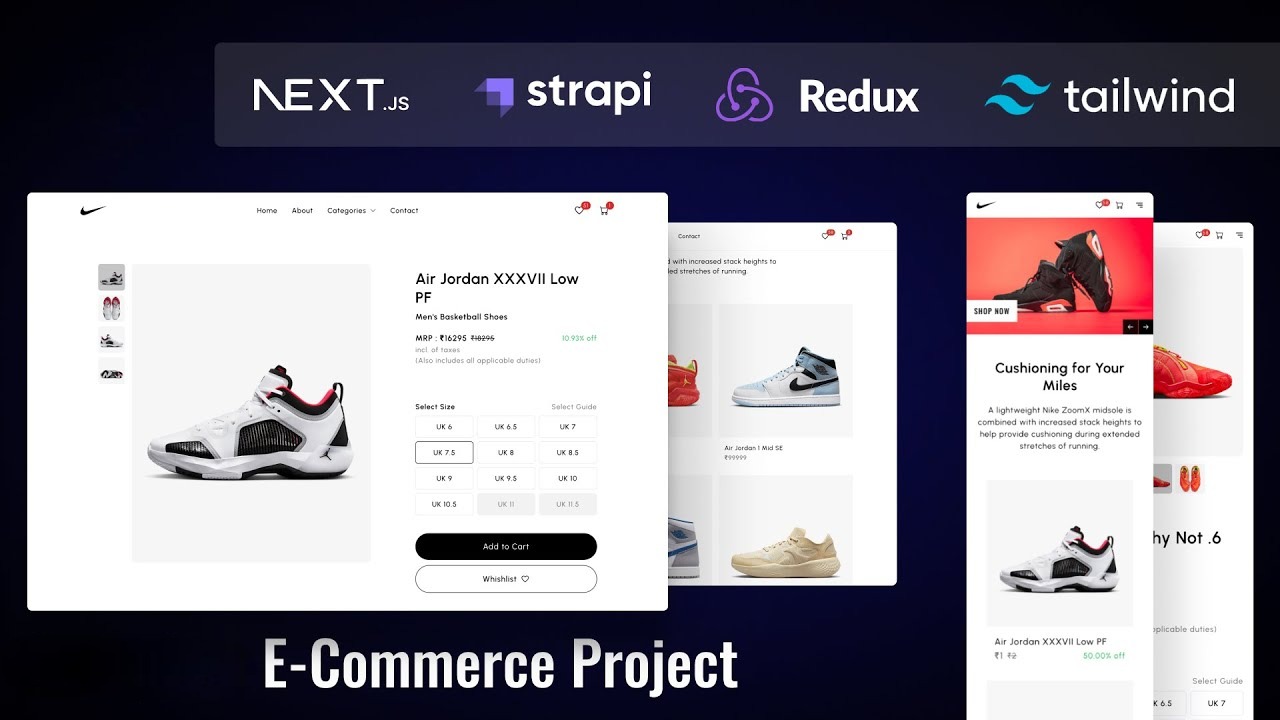 NEXT.JS
strapi
Redux
tailwind
Home About Categories Contact
51 1
Air Jordan XXXVII Low
PF
Men's Basketball Shoes
MRP : ₹16295 ₹18295 10.93% off
incl. of taxes
(Also includes all applicable duties)
Select Size Select Guide
UK 6 UK 6.5 UK 7
UK 7.5 UK 8 UK 8.5
UK 9 UK 9.5 UK 10
UK 10.5 UK 11 UK 11.5
Add to Cart
Whishlist
Contact
d with increased stack heights to
ded stretches of running.
Air Jordan 1 Mid SE
₹99999
SHOP NOW
Cushioning for Your
Miles
A lightweight Nike ZoomX midsole is
combined with increased stack heights to
help provide cushioning during extended
stretches of running.
Air Jordan XXXVII Low PF
₹1 ₹2 50.00% off
hy Not .6
plicable duties)
Select Guide
K 6.5 UK 7
E-Commerce Project